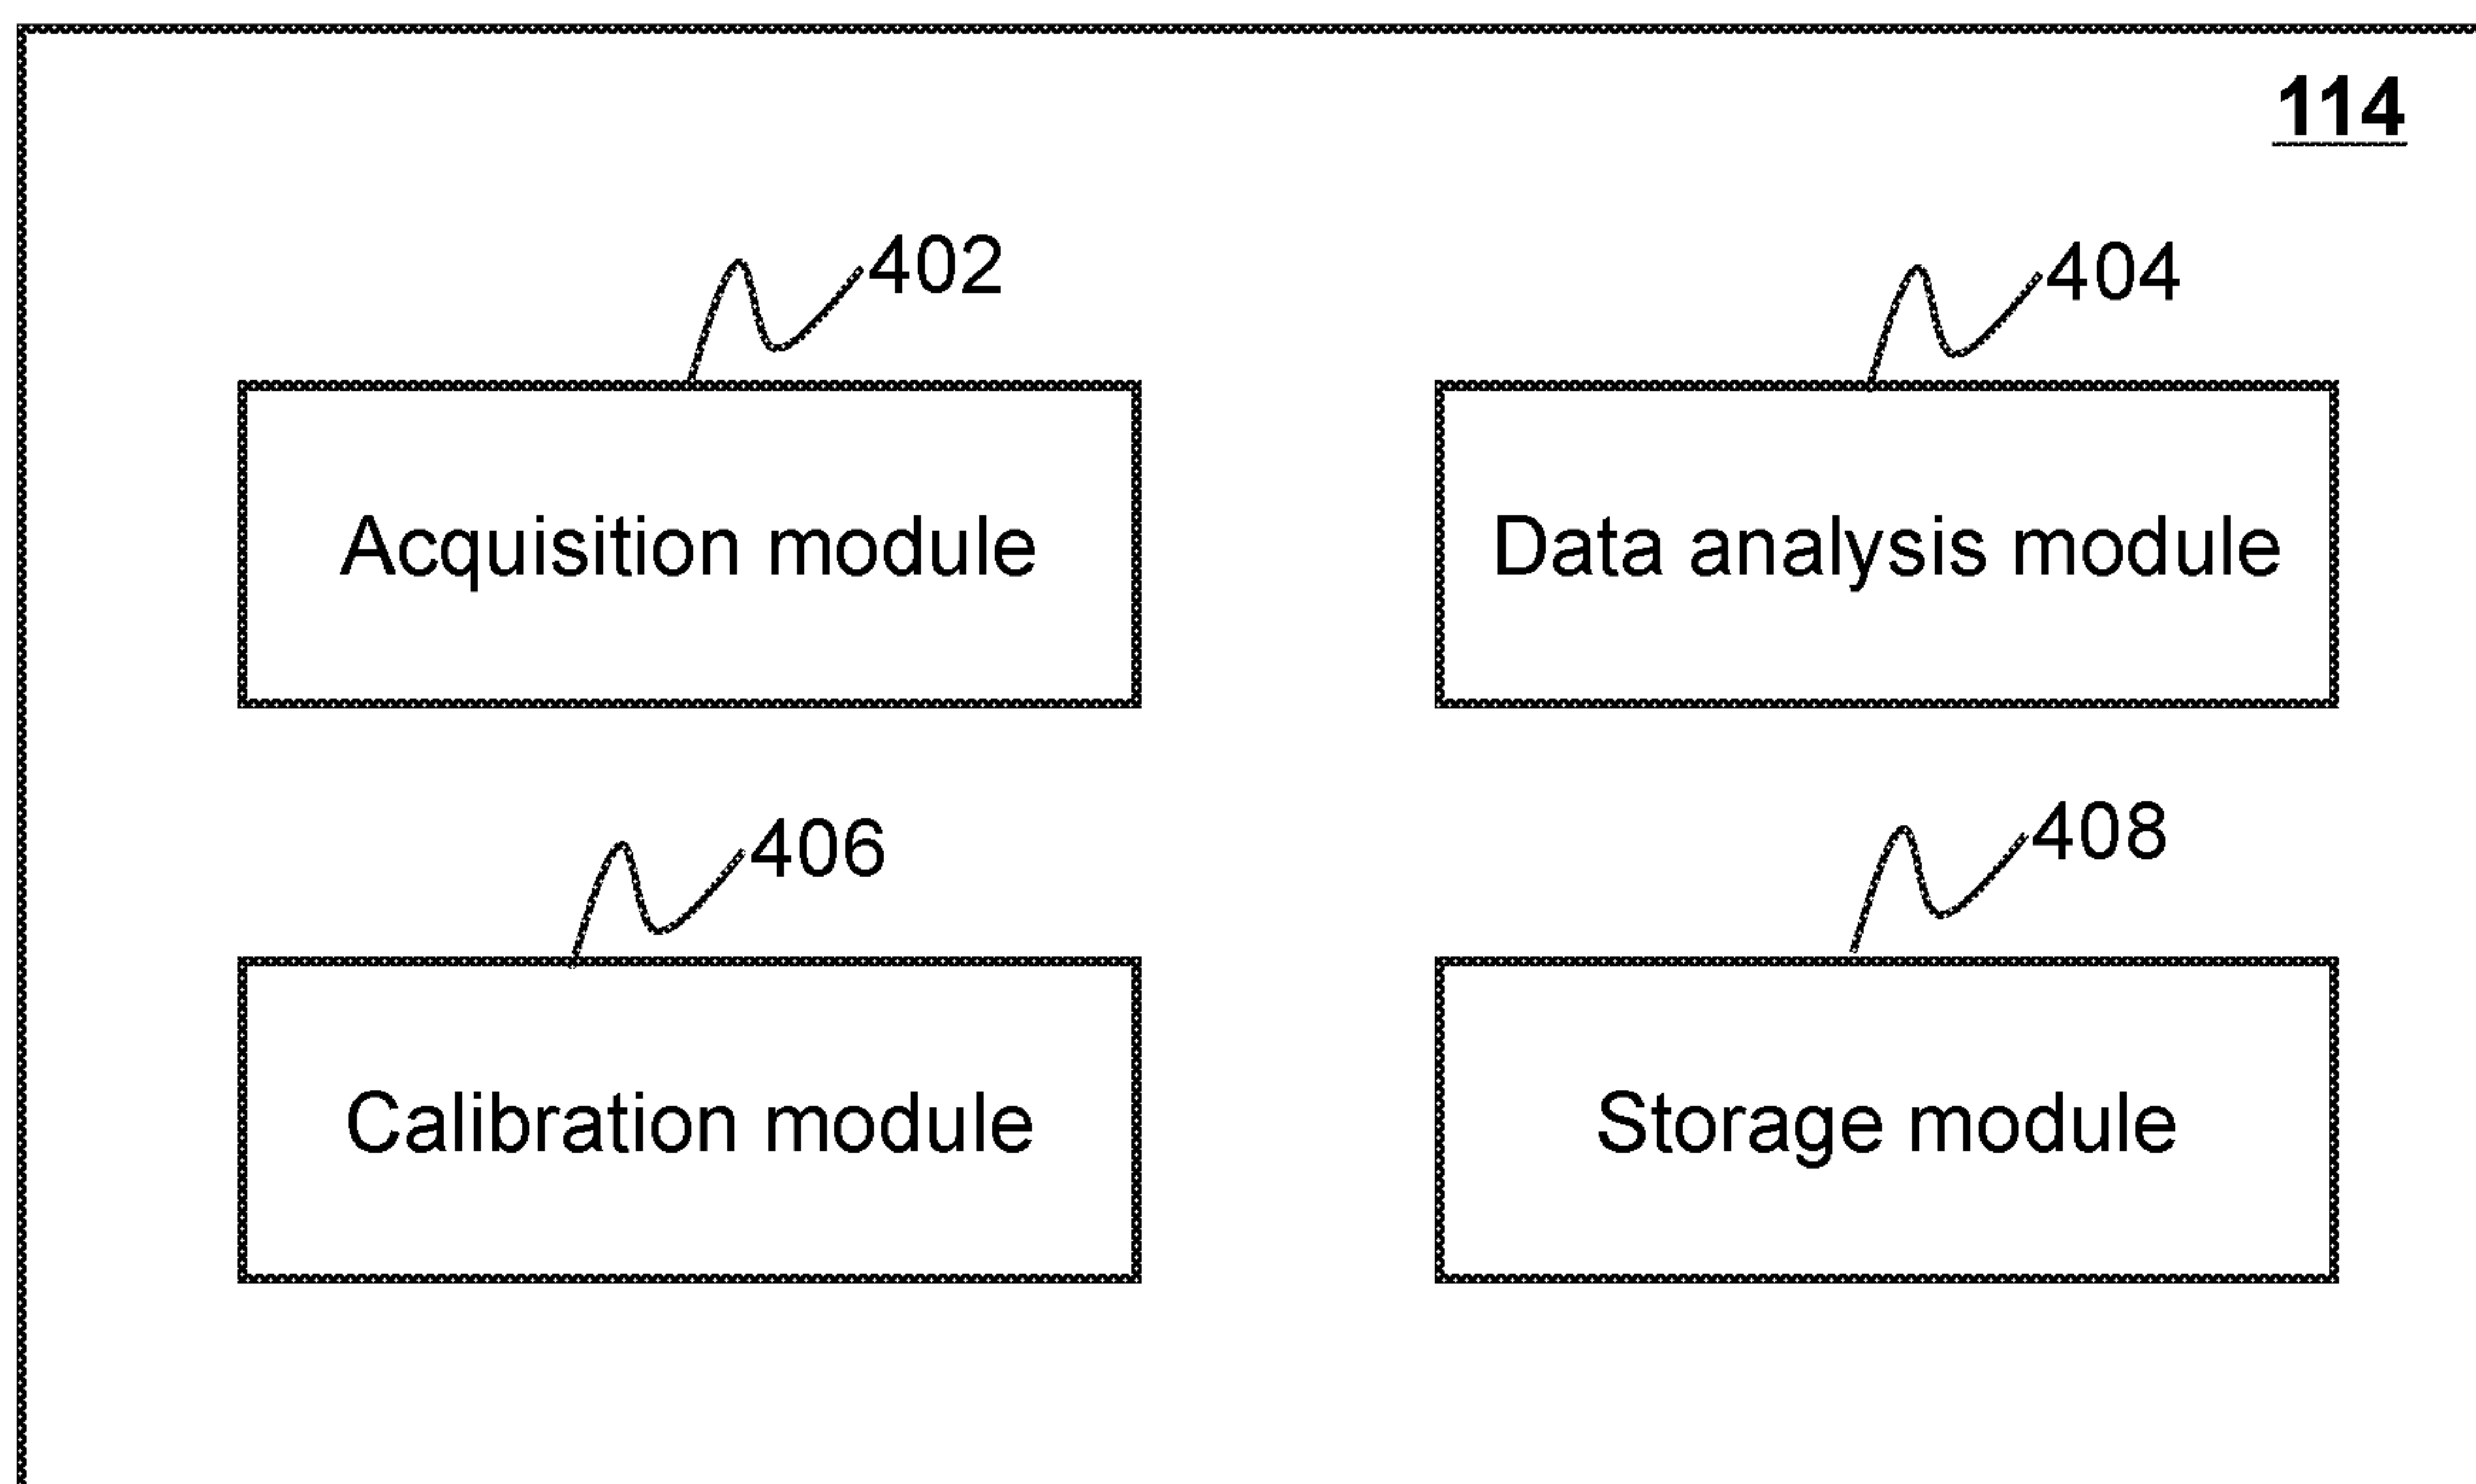 114
402
404
Acquisition module
Data analysis module
406
408
Calibration module
Storage module